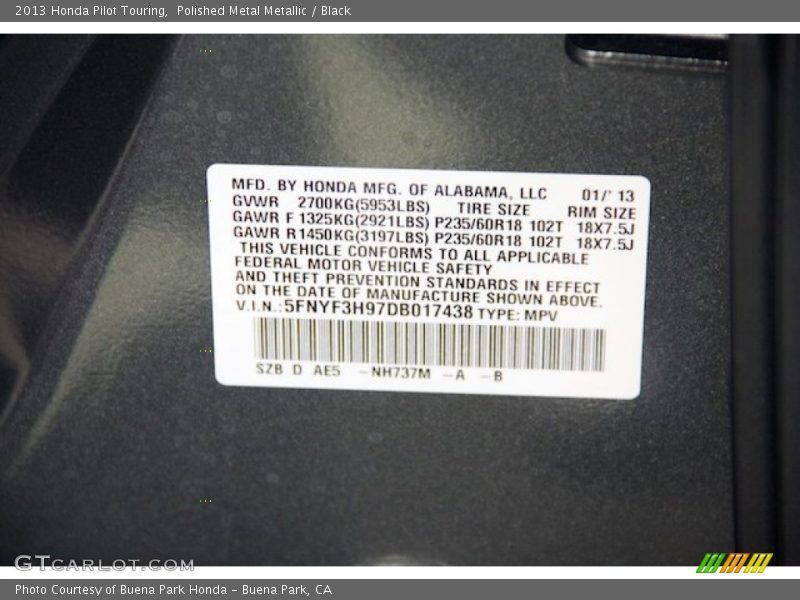 2013 Honda Pilot Touring, Polished Metal Metallic / Black
MFD. BY HONDA MFG. OF ALABAMA, LLC 01/' 13
GVWR 2700KG(5953LBS) TIRE SIZE RIM SIZE
GAWR F 1325KG(2921LBS) P235/60R18 102T 18X7.5J
GAWR R1450KG(3197LBS) P235/60R18 102T 18X7.5J
THIS VEHICLE CONFORMS TO ALL APPLICABLE
FEDERAL MOTOR VEHICLE SAFETY
AND THEFT PREVENTION STANDARDS IN EFFECT
ON THE DATE OF MANUFACTURE SHOWN ABOVE.
V.I.N.:5FNYF3H97DB017438 TYPE: MPV
SZB D AE5 -NH737M -A -B
GTCARLOT.COM
Photo Courtesy of Buena Park Honda - Buena Park, CA